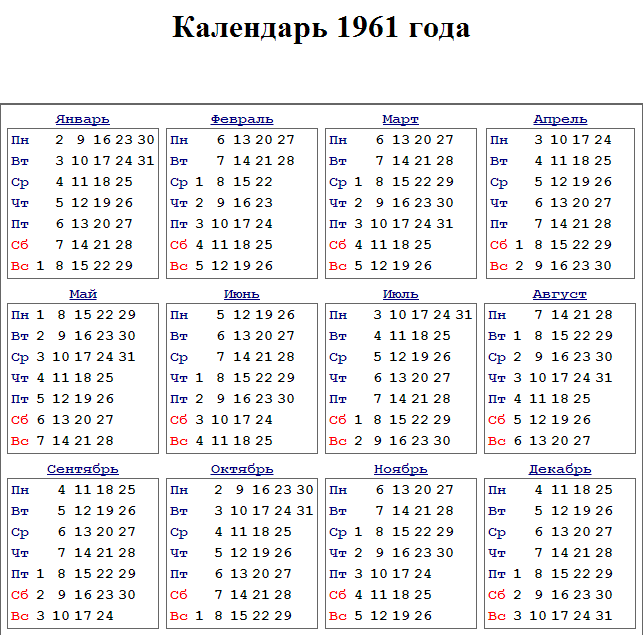 Календарь 1961 года
Январь Февраль Март Апрель
Пн 2 9 16 23 30 Пн 6 13 20 27 Пн 6 13 20 27 Пн 3 10 17 24
Вт 3 10 17 24 31 Вт 7 14 21 28 Вт 7 14 21 28 Вт 4 11 18 25
Ср 4 11 18 25 Ср 1 8 15 22 Ср 1 8 15 22 29 Ср 5 12 19 26
Чт 5 12 19 26 Чт 2 9 16 23 Чт 2 9 16 23 30 Чт 6 13 20 27
Пт 6 13 20 27 Пт 3 10 17 24 Пт 3 10 17 24 31 Пт 7 14 21 28
Сб 7 14 21 28 Сб 4 11 18 25 Сб 4 11 18 25 Сб 1 8 15 22 29
Вс 1 8 15 22 29 Вс 5 12 19 26 Вс 5 12 19 26 Вс 2 9 16 23 30
Май Июнь Июль Август
Пн 1 8 15 22 29 Пн 5 12 19 26 Пн 3 10 17 24 31 Пн 7 14 21 28
Вт 2 9 16 23 30 Вт 6 13 20 27 Вт 4 11 18 25 Вт 1 8 15 22 29
Ср 3 10 17 24 31 Ср 7 14 21 28 Ср 5 12 19 26 Ср 2 9 16 23 30
Чт 4 11 18 25 Чт 1 8 15 22 29 Чт 6 13 20 27 Чт 3 10 17 24 31
Пт 5 12 19 26 Пт 2 9 16 23 30 Пт 7 14 21 28 Пт 4 11 18 25
Сб 6 13 20 27 Сб 3 10 17 24 Сб 1 8 15 22 29 Сб 5 12 19 26
Вс 7 14 21 28 Вс 4 11 18 25 Вс 2 9 16 23 30 Вс 6 13 20 27
Сентябрь Октябрь Ноябрь Декабрь
Пн 4 11 18 25 Пн 2 9 16 23 30 Пн 6 13 20 27 Пн 4 11 18 25
Вт 5 12 19 26 Вт 3 10 17 24 31 Вт 7 14 21 28 Вт 5 12 19 26
Ср 6 13 20 27 Ср 4 11 18 25 Ср 1 8 15 22 29 Ср 6 13 20 27
Чт 7 14 21 28 Чт 5 12 19 26 Чт 2 9 16 23 30 Чт 7 14 21 28
Пт 1 8 15 22 29 Пт 6 13 20 27 Пт 3 10 17 24 Пт 1 8 15 22 29
Сб 2 9 16 23 30 Сб 7 14 21 28 Сб 4 11 18 25 Сб 2 9 16 23 30
Вс 3 10 17 24 Вс 1 8 15 22 29 Вс 5 12 19 26 Вс 3 10 17 24 31